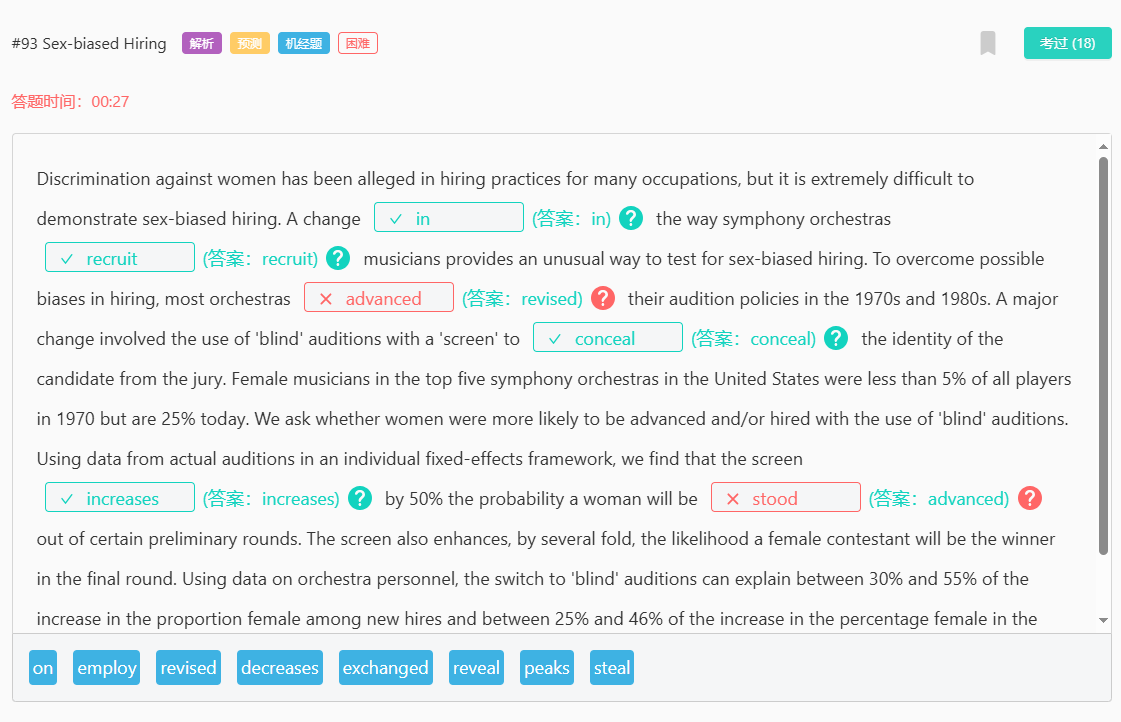 #93 Sex-biased Hiring 解析 预测 机经题 困难 考过 (18)
答题时间：00:27
Discrimination against women has been alleged in hiring practices for many occupations, but it is extremely difficult to
demonstrate sex-biased hiring. A change ✓ in (答案：in) ? the way symphony orchestras
✓ recruit (答案：recruit) ? musicians provides an unusual way to test for sex-biased hiring. To overcome possible
biases in hiring, most orchestras ✕ advanced (答案：revised) ? their audition policies in the 1970s and 1980s. A major
change involved the use of 'blind' auditions with a 'screen' to ✓ conceal (答案：conceal) ? the identity of the
candidate from the jury. Female musicians in the top five symphony orchestras in the United States were less than 5% of all players
in 1970 but are 25% today. We ask whether women were more likely to be advanced and/or hired with the use of 'blind' auditions.
Using data from actual auditions in an individual fixed-effects framework, we find that the screen
✓ increases (答案：increases) ? by 50% the probability a woman will be ✕ stood (答案：advanced) ?
out of certain preliminary rounds. The screen also enhances, by several fold, the likelihood a female contestant will be the winner
in the final round. Using data on orchestra personnel, the switch to 'blind' auditions can explain between 30% and 55% of the
increase in the proportion female among new hires and between 25% and 46% of the increase in the percentage female in the
on employ revised decreases exchanged reveal peaks steal